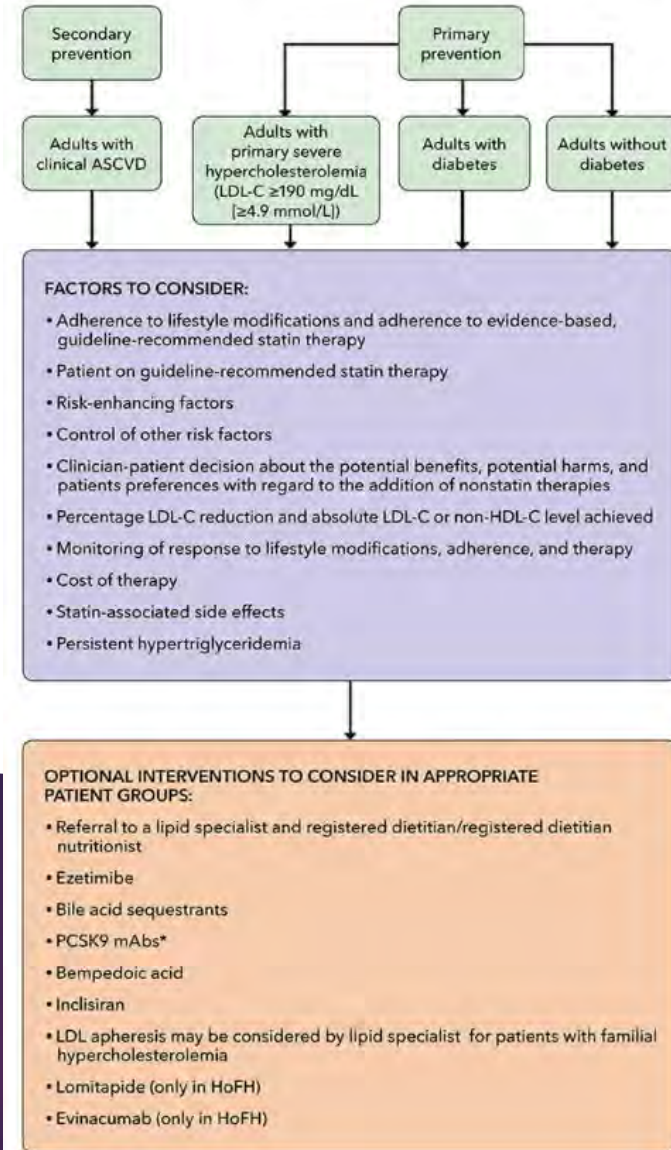 Secondary
prevention
Primary
prevention
Adults with
clinical ASCVD
Adults with
primary severe
hypercholesterolemia
(LDL-C ≥190 mg/dL
[≥4.9 mmol/L])
Adults with
diabetes
Adults without
diabetes
FACTORS TO CONSIDER:
• Adherence to lifestyle modifications and adherence to evidence-based,
guideline-recommended statin therapy
• Patient on guideline-recommended statin therapy
• Risk-enhancing factors
• Control of other risk factors
• Clinician-patient decision about the potential benefits, potential harms, and
patients preferences with regard to the addition of nonstatin therapies
• Percentage LDL-C reduction and absolute LDL-C or non-HDL-C level achieved
• Monitoring of response to lifestyle modifications, adherence, and therapy
• Cost of therapy
• Statin-associated side effects
• Persistent hypertriglyceridemia
OPTIONAL INTERVENTIONS TO CONSIDER IN APPROPRIATE
PATIENT GROUPS:
• Referral to a lipid specialist and registered dietitian/registered dietitian
nutritionist
• Ezetimibe
• Bile acid sequestrants
• PCSK9 mAbs*
• Bempedoic acid
• Inclisiran
• LDL apheresis may be considered by lipid specialist for patients with familial
hypercholesterolemia
• Lomitapide (only in HoFH)
• Evinacumab (only in HoFH)